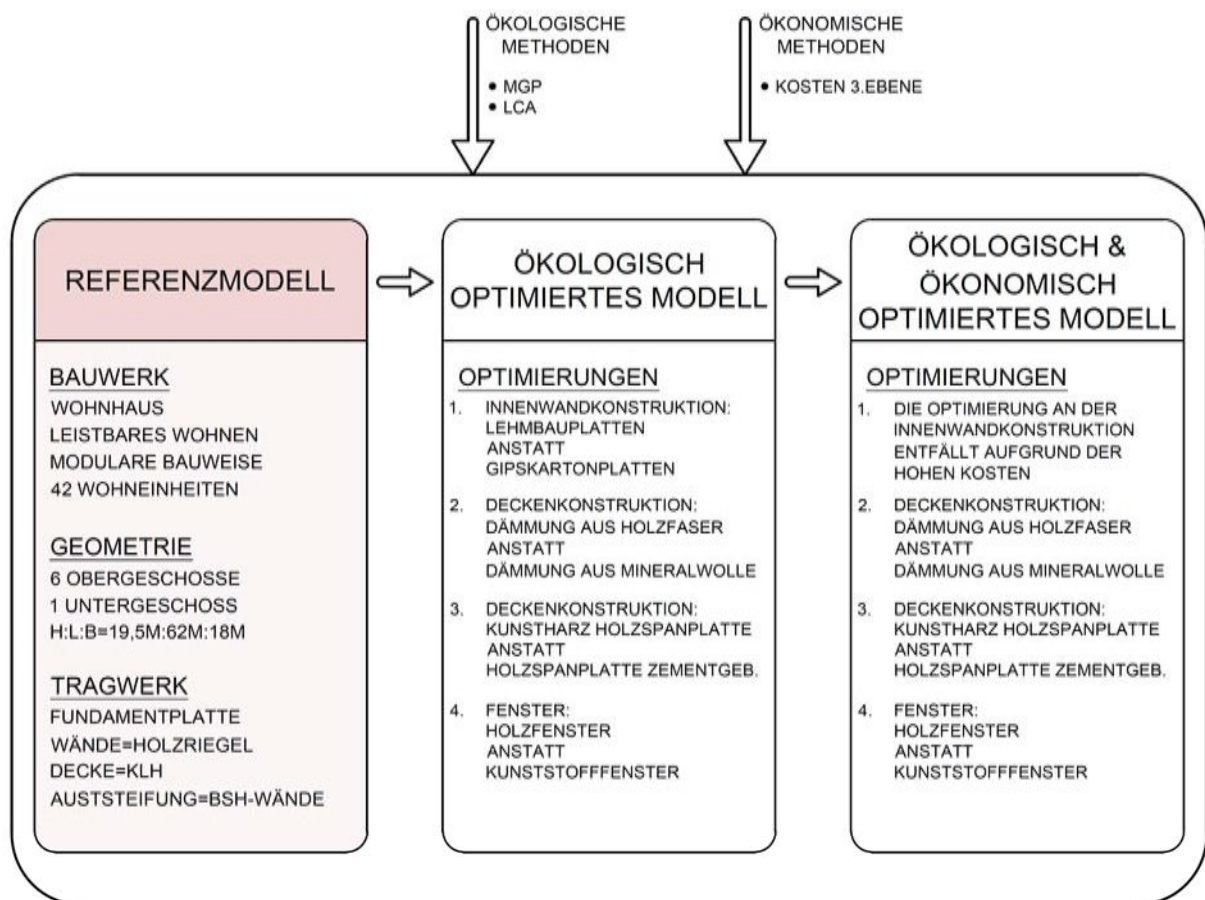 ÖKOLOGISCHE
METHODEN
• MGP
• LCA
ÖKONOMISCHE
METHODEN
• KOSTEN 3.EBENE
REFERENZMODELL
BAUWERK
WOHNHAUS
LEISTBARES WOHNEN
MODULARE BAUWEISE
42 WOHNEINHEITEN
GEOMETRIE
6 OBERGESCHOSSE
1 UNTERGESCHOSS
H:L:B=19,5M:62M:18M
TRAGWERK
FUNDAMENTPLATTE
WÄNDE=HOLZRIEGEL
DECKE=KLH
AUSTSTEIFUNG=BSH-WÄNDE
ÖKOLOGISCH
OPTIMIERTES MODELL
OPTIMIERUNGEN
1. INNENWANDKONSTRUKTION:
LEHMBAUPLATTEN
ANSTATT
GIPSKARTONPLATTEN
2. DECKENKONSTRUKTION:
DÄMMUNG AUS HOLZFASER
ANSTATT
DÄMMUNG AUS MINERALWOLLE
3. DECKENKONSTRUKTION:
KUNSTHARZ HOLZSPANPLATTE
ANSTATT
HOLZSPANPLATTE ZEMENTGEB.
4. FENSTER:
HOLZFENSTER
ANSTATT
KUNSTSTOFFFENSTER
ÖKOLOGISCH &
ÖKONOMISCH
OPTIMIERTES MODELL
OPTIMIERUNGEN
1. DIE OPTIMIERUNG AN DER
INNENWANDKONSTRUKTION
ENTFÄLLT AUFGRUND DER
HOHEN KOSTEN
2. DECKENKONSTRUKTION:
DÄMMUNG AUS HOLZFASER
ANSTATT
DÄMMUNG AUS MINERALWOLLE
3. DECKENKONSTRUKTION:
KUNSTHARZ HOLZSPANPLATTE
ANSTATT
HOLZSPANPLATTE ZEMENTGEB.
4. FENSTER:
HOLZFENSTER
ANSTATT
KUNSTSTOFFFENSTER